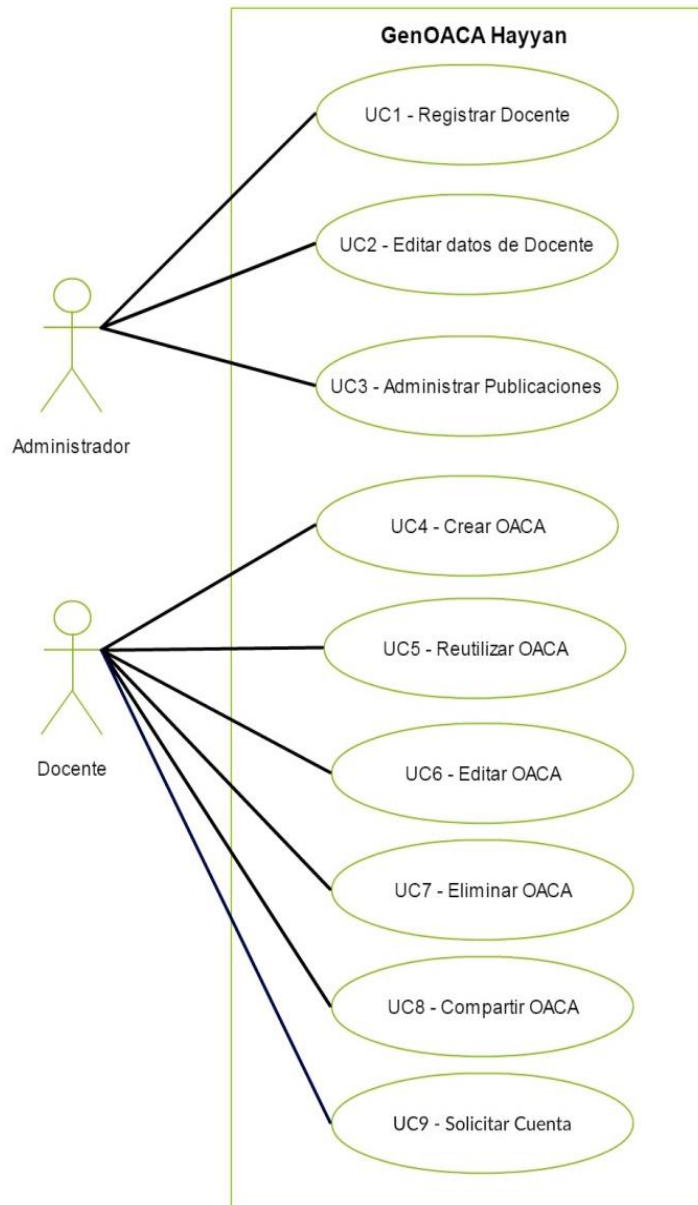 GenOACA Hayyan
UC1 - Registrar Docente
UC2 - Editar datos de Docente
UC3 - Administrar Publicaciones
Administrador
UC4 - Crear OACA
UC5 - Reutilizar OACA
UC6 - Editar OACA
Docente
UC7 - Eliminar OACA
UC8 - Compartir OACA
UC9 - Solicitar Cuenta